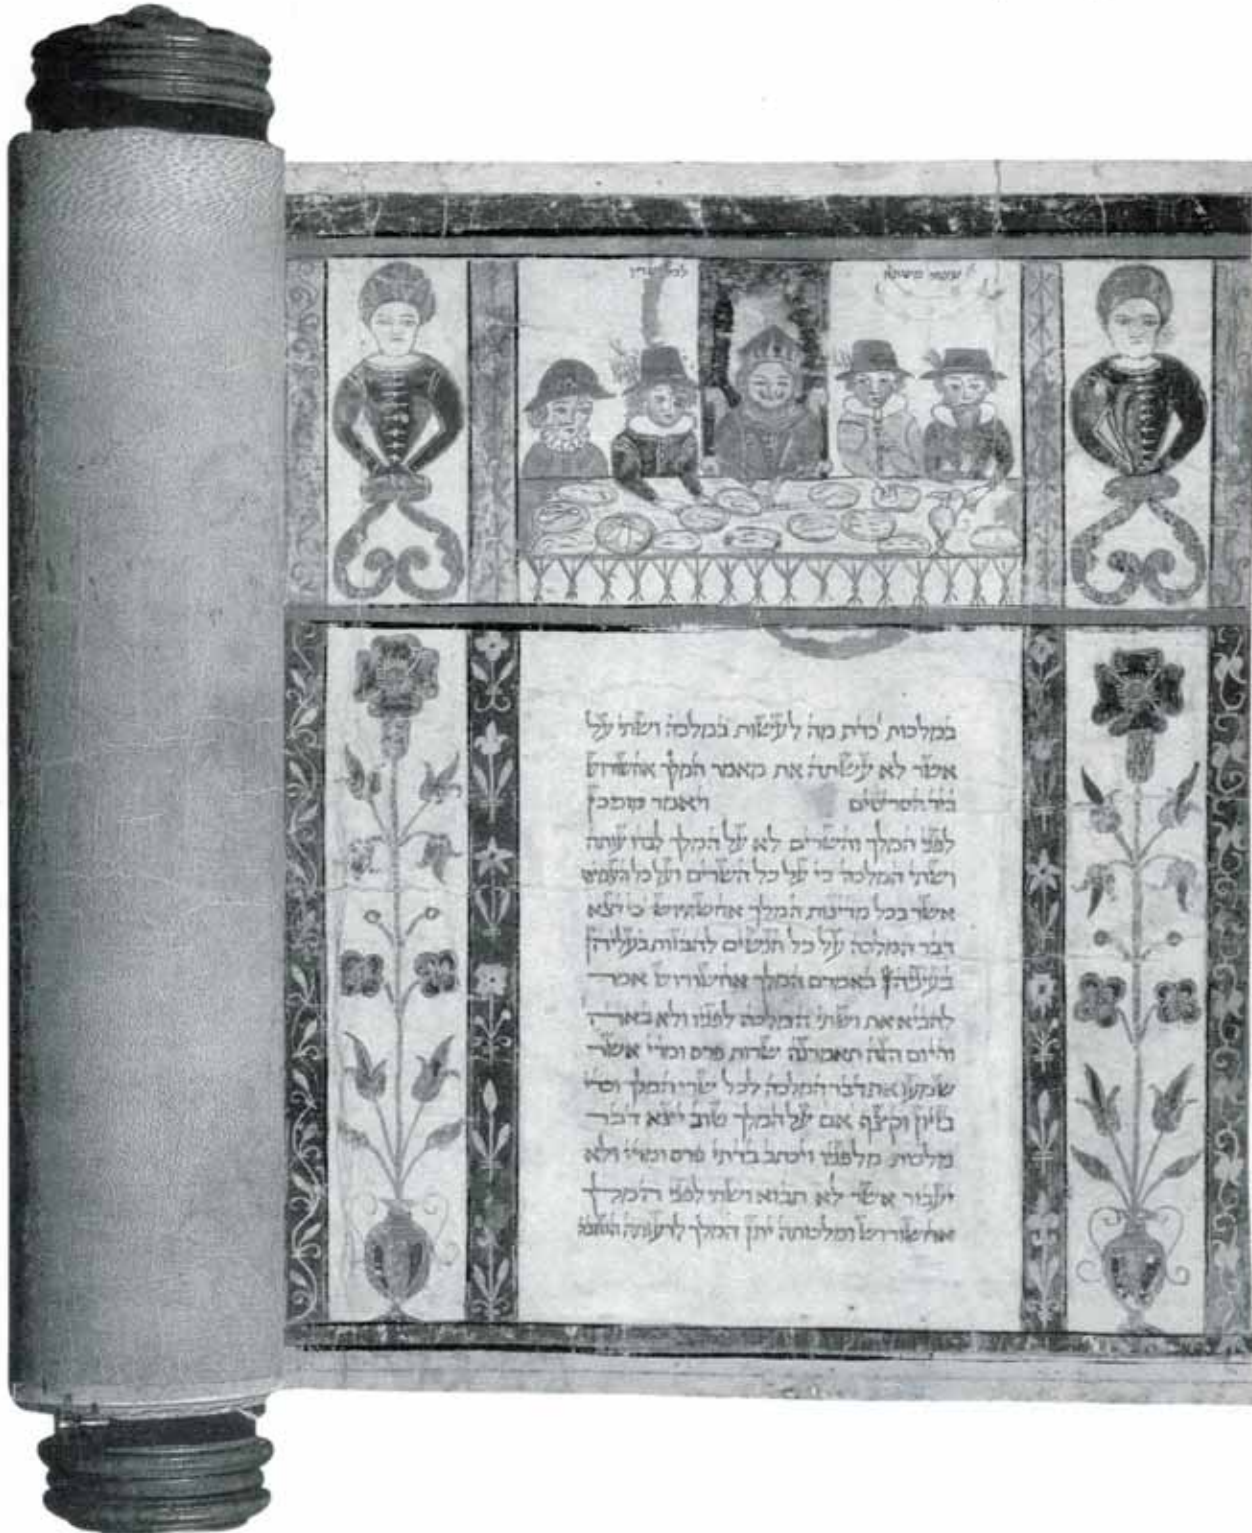 עשה משתה לכל שריו
במלכות כדת מה לעשות במלכה ושתי על
אשר לא עשתה את מאמר המלך אחשורוש
ביד הסריסים ויאמר מומכן
לפני המלך והשרים לא על המלך לבדו עותה
ושתי המלכה כי על כל השרים ועל כל העמים
אשר בכל מדינות המלך אחשורוש כי יצא
דבר המלכה על כל הנשים להבזות בעליהן
בעיניהן באמרם המלך אחשורוש אמר
להביא את ושתי המלכה לפניו ולא באה
והיום הזה תאמרנה שרות פרס ומדי אשר
שמעו את דבר המלכה לכל שרי המלך וכדי
בזיון וקצף אם על המלך טוב יצא דבר
מלכות מלפניו ויכתב בדתי פרס ומדי ולא
יעבור אשר לא תבוא ושתי לפני המלך
אחשורוש ומלכותה יתן המלך לרעותה הטובה